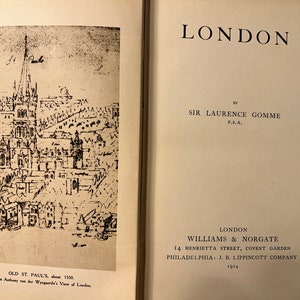 OLD ST. PAUL'S, about 1550.
Anthony van der Wyngaerde's View of London.
LONDON
BY
SIR LAURENCE GOMME
F.S.A.
LONDON
WILLIAMS & NORGATE
14 HENRIETTA STREET, COVENT GARDEN
PHILADELPHIA: J. B. LIPPINCOTT COMPANY
1914